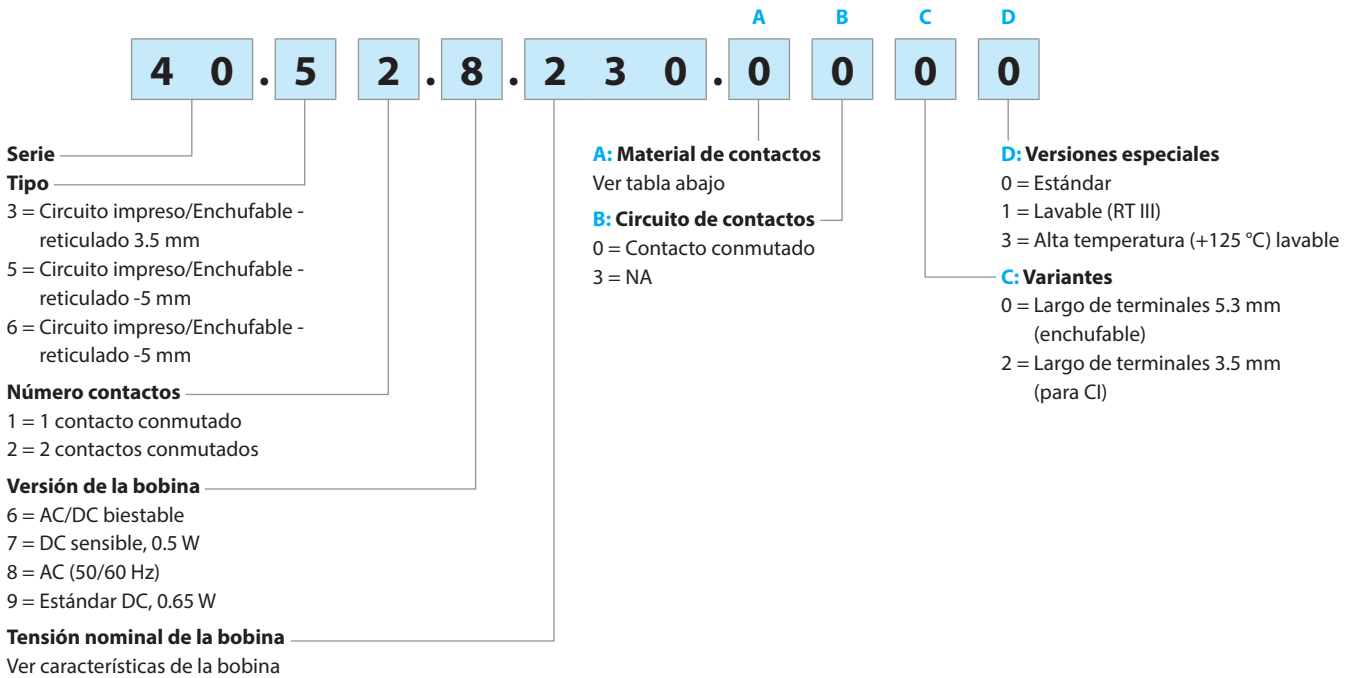 A B C D
4 0 . 5 2 . 8 . 2 3 0 . 0 0 0 0
Serie
Tipo
3 = Circuito impreso/Enchufable -
reticulado 3.5 mm
5 = Circuito impreso/Enchufable -
reticulado -5 mm
6 = Circuito impreso/Enchufable -
reticulado -5 mm
Número contactos
1 = 1 contacto conmutado
2 = 2 contactos conmutados
Versión de la bobina
6 = AC/DC biestable
7 = DC sensible, 0.5 W
8 = AC (50/60 Hz)
9 = Estándar DC, 0.65 W
Tensión nominal de la bobina
Ver características de la bobina
A: Material de contactos
Ver tabla abajo
B: Circuito de contactos
0 = Contacto conmutado
3 = NA
D: Versiones especiales
0 = Estándar
1 = Lavable (RT III)
3 = Alta temperatura (+125 °C) lavable
C: Variantes
0 = Largo de terminales 5.3 mm
(enchufable)
2 = Largo de terminales 3.5 mm
(para CI)